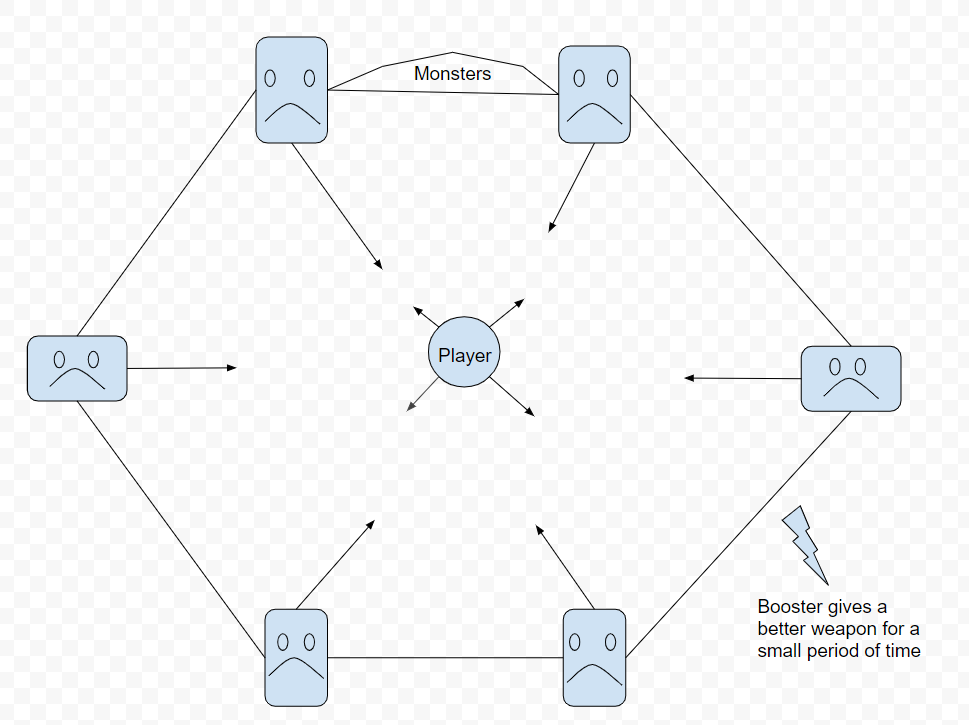 Monsters
Player
Booster gives a
better weapon for a
small period of time